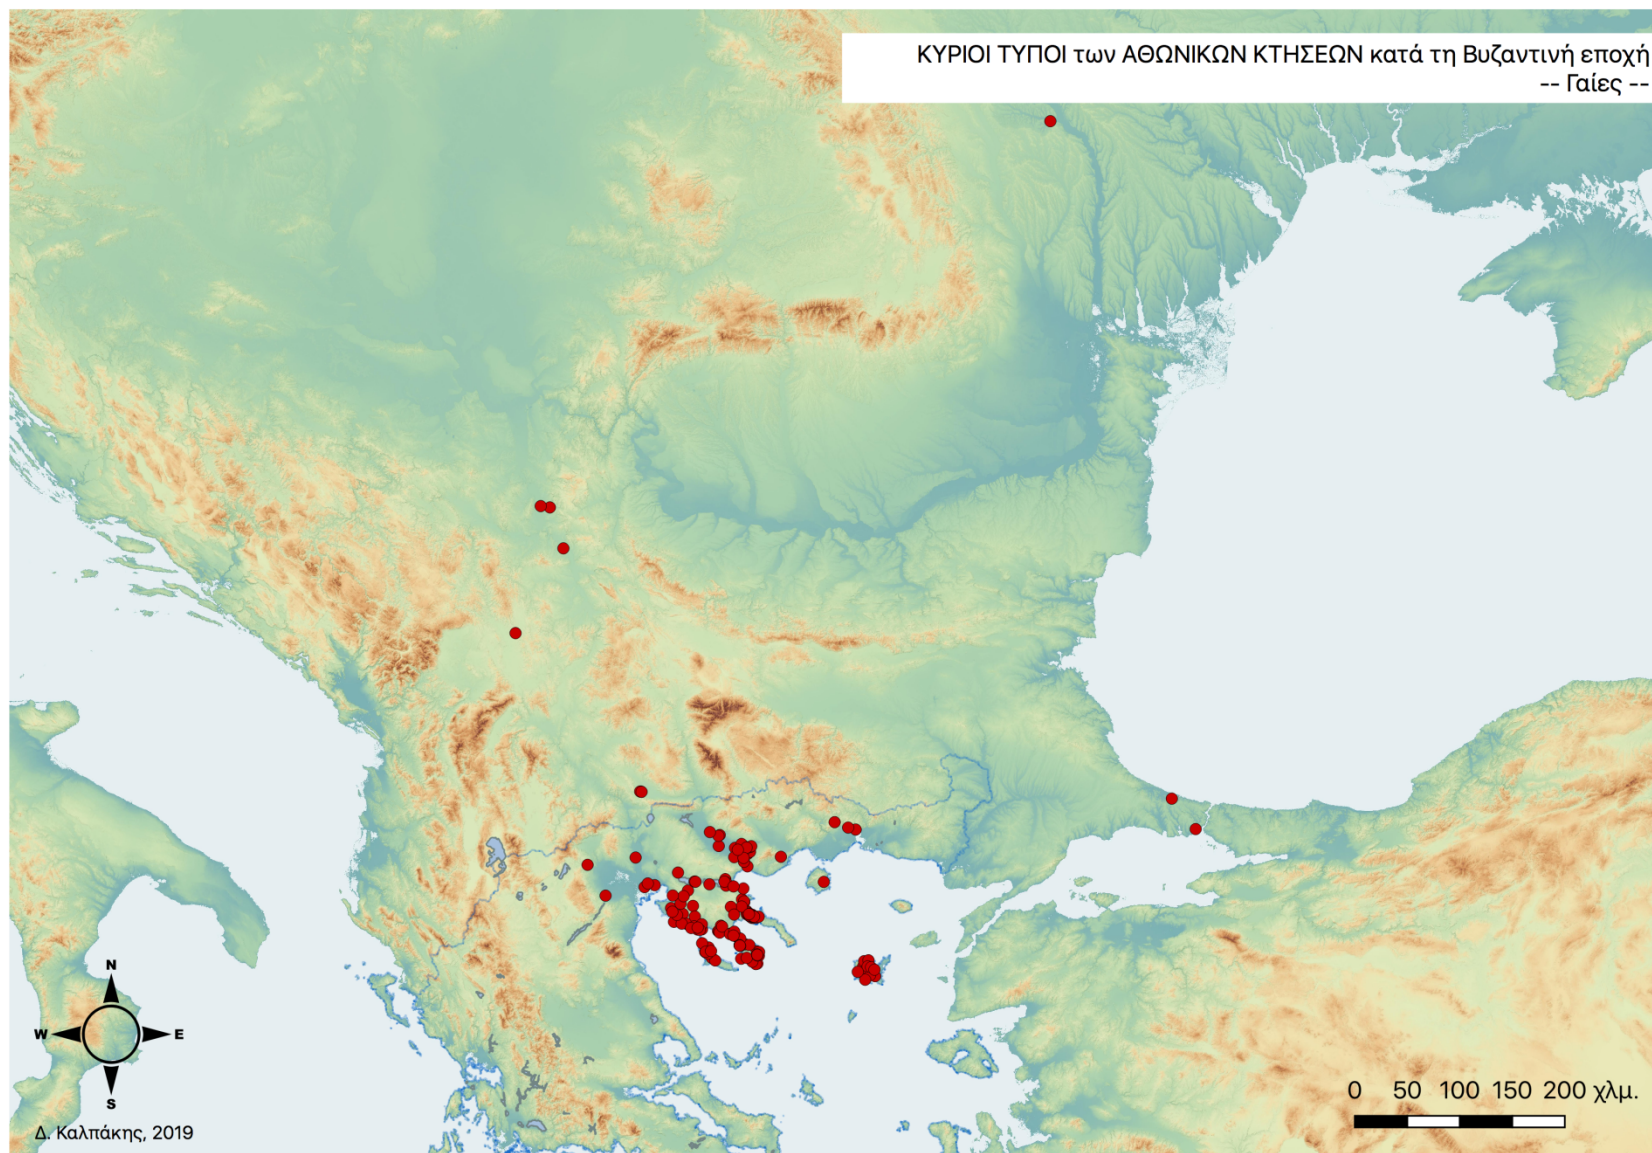 ΚΥΡΙΟΙ ΤΥΠΟΙ των ΑΘΩΝΙΚΩΝ ΚΤΗΣΕΩΝ κατά τη Βυζαντινή εποχή
-- Γαίες --
N
W E
S
0 50 100 150 200 χλμ.
Δ. Καλπάκης, 2019